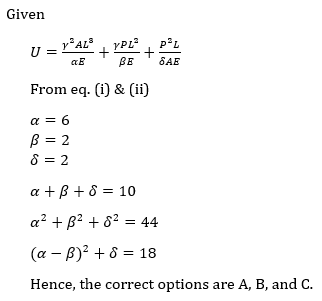 Given
U = γ²AL³/αE + γPL²/βE + P²L/δAE
From eq. (i) & (ii)
α = 6
β = 2
δ = 2
α + β + δ = 10
α² + β² + δ² = 44
(α − β)² + δ = 18
Hence, the correct options are A, B, and C.